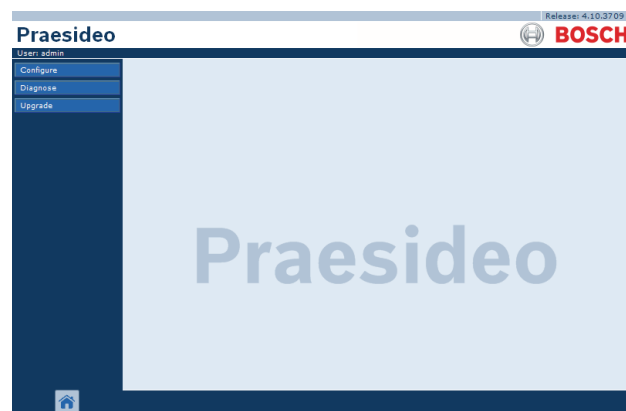 Release: 4.10.3709
Praesideo
BOSCH
User: admin
Configure
Diagnose
Upgrade
Praesideo